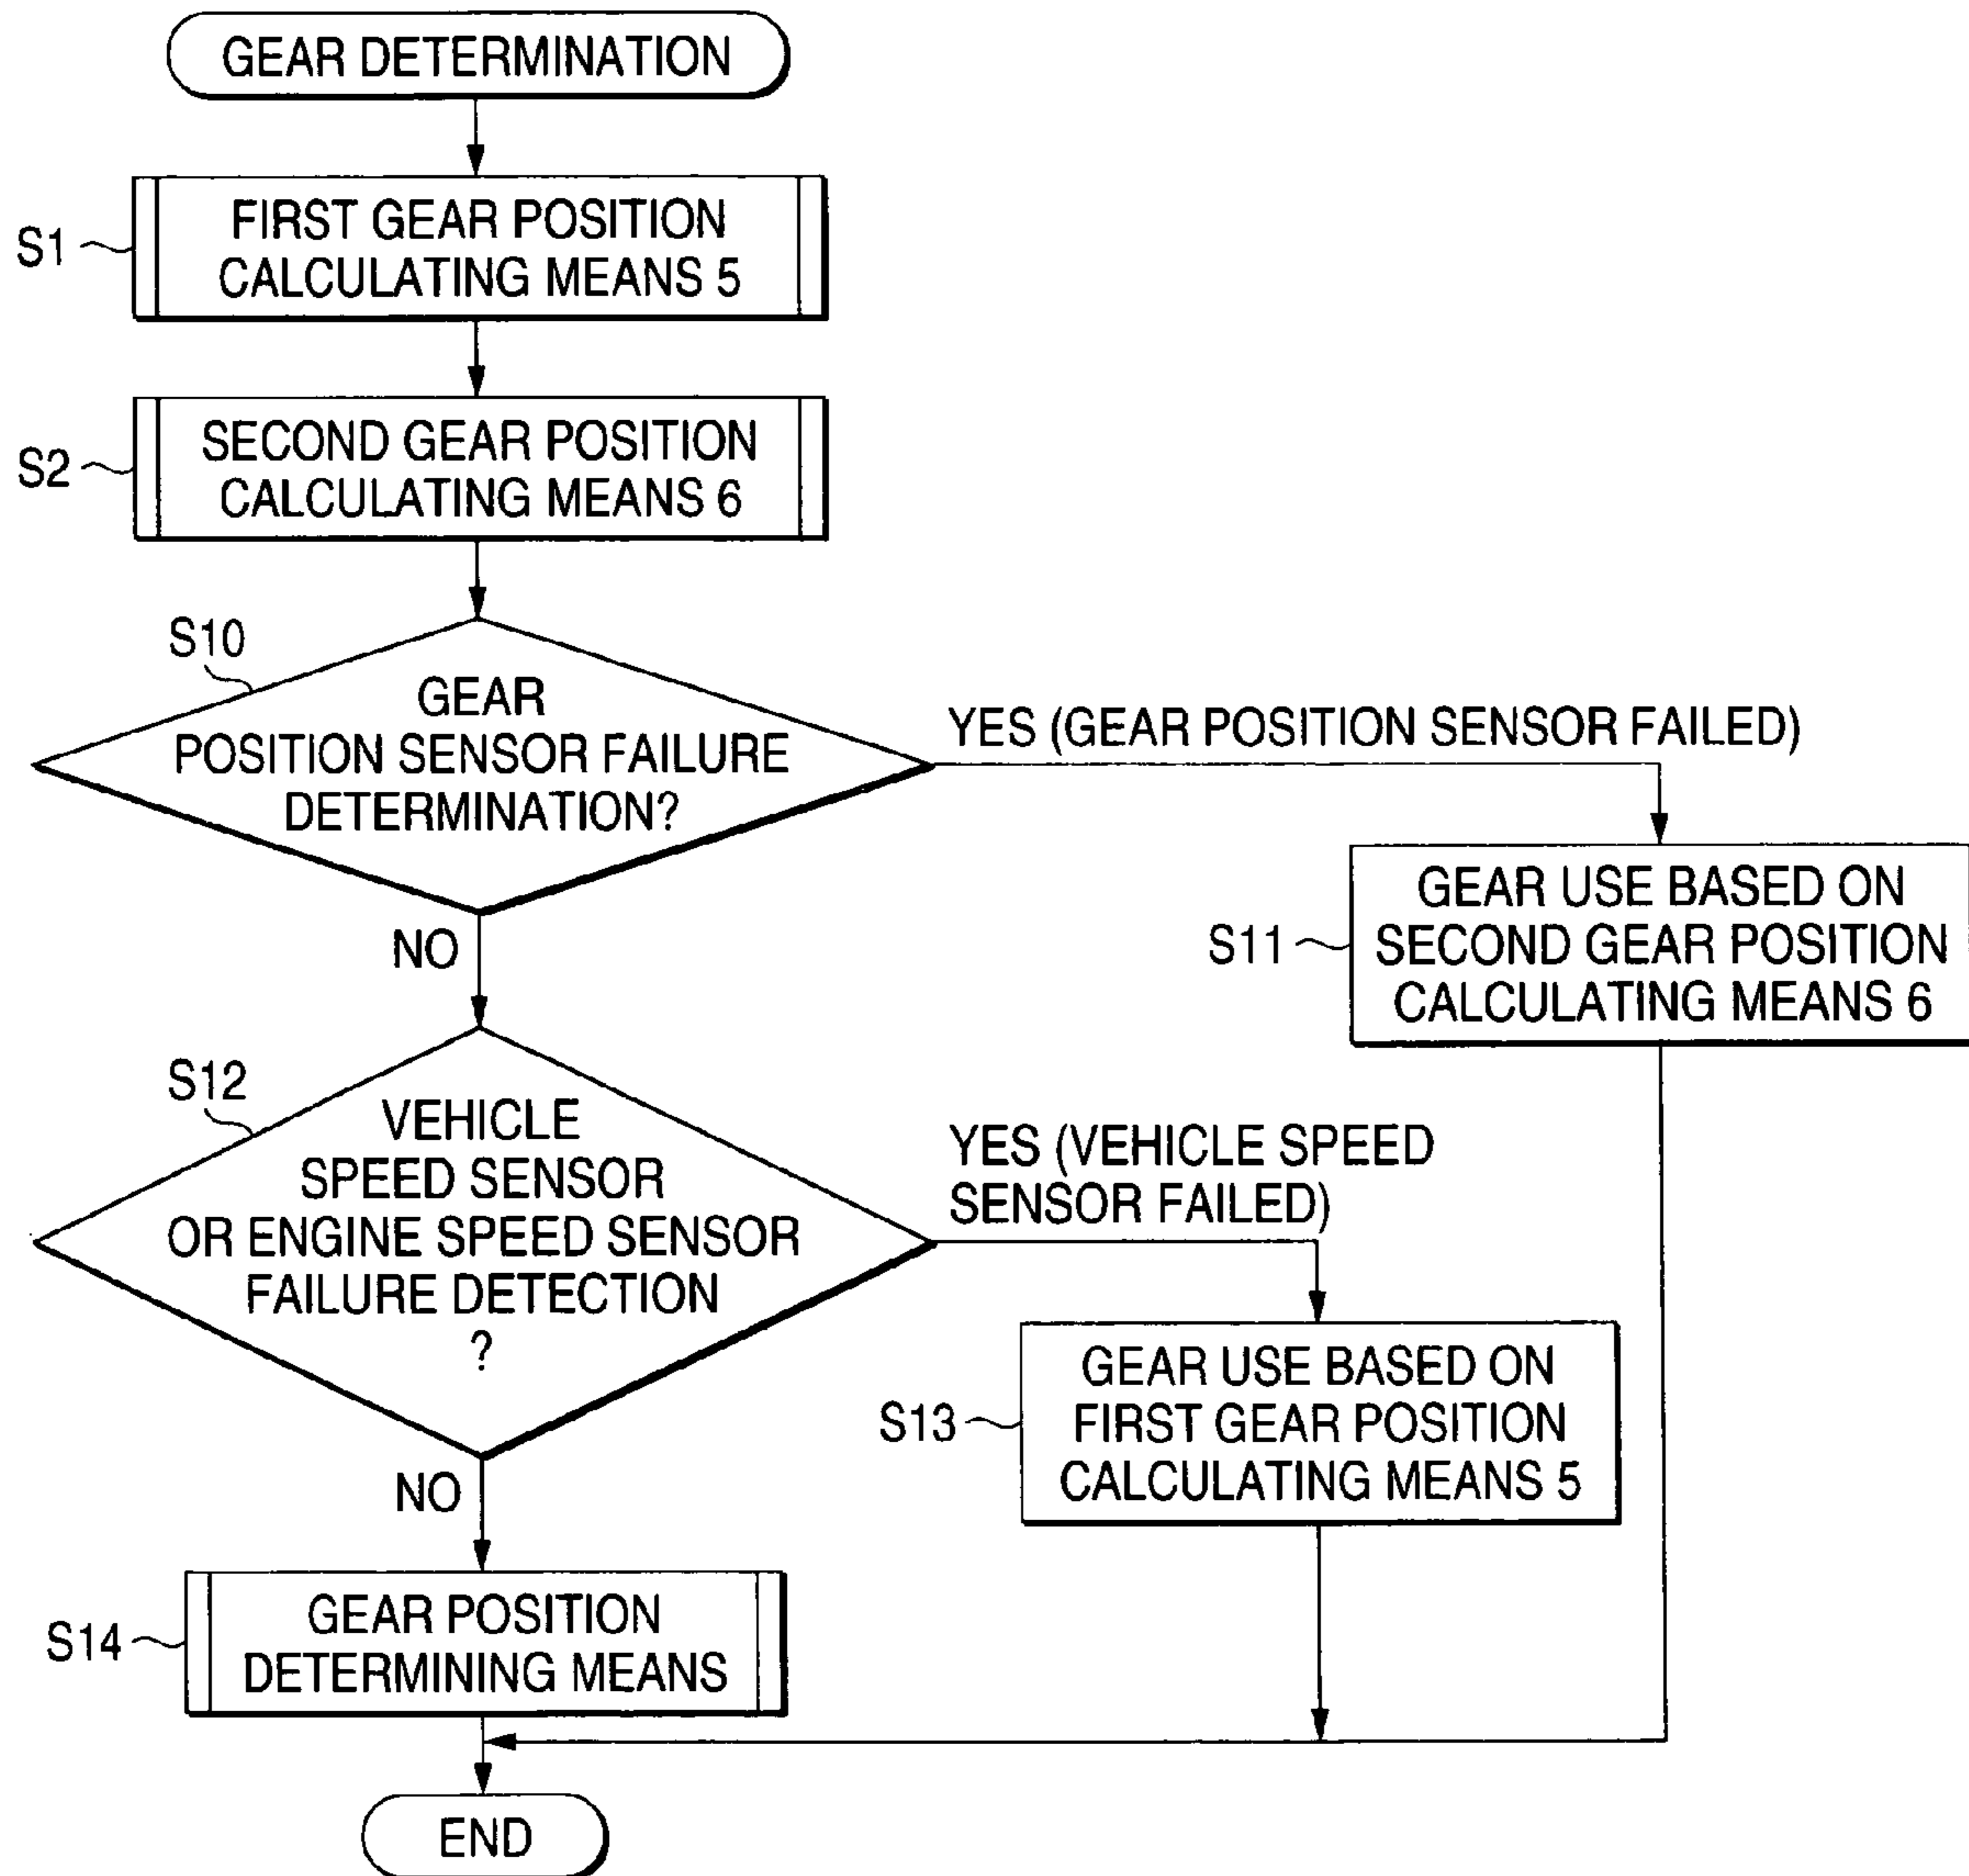 GEAR DETERMINATION
S1
FIRST GEAR POSITION
CALCULATING MEANS 5
S2
SECOND GEAR POSITION
CALCULATING MEANS 6
S10
GEAR
POSITION SENSOR FAILURE
DETERMINATION?
YES (GEAR POSITION SENSOR FAILED)
NO
S11
GEAR USE BASED ON
SECOND GEAR POSITION
CALCULATING MEANS 6
S12
VEHICLE
SPEED SENSOR
OR ENGINE SPEED SENSOR
FAILURE DETECTION
?
YES (VEHICLE SPEED
SENSOR FAILED)
NO
S13
GEAR USE BASED ON
FIRST GEAR POSITION
CALCULATING MEANS 5
S14
GEAR POSITION
DETERMINING MEANS
END